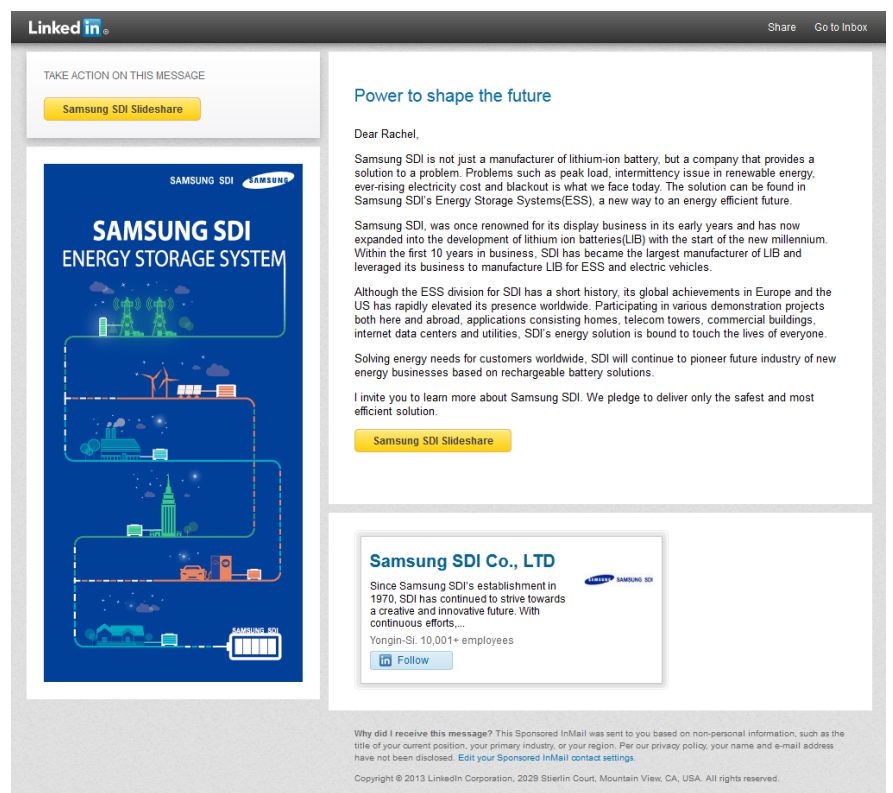 Linked in ®
Share Go to Inbox
TAKE ACTION ON THIS MESSAGE
Samsung SDI Slideshare
SAMSUNG SDI SAMSUNG
SAMSUNG SDI
ENERGY STORAGE SYSTEM
SAMSUNG SDI
Power to shape the future
Dear Rachel,
Samsung SDI is not just a manufacturer of lithium-ion battery, but a company that provides a
solution to a problem. Problems such as peak load, intermittency issue in renewable energy,
ever-rising electricity cost and blackout is what we face today. The solution can be found in
Samsung SDI's Energy Storage Systems(ESS), a new way to an energy efficient future.
Samsung SDI, was once renowned for its display business in its early years and has now
expanded into the development of lithium ion batteries(LIB) with the start of the new millennium.
Within the first 10 years in business, SDI has became the largest manufacturer of LIB and
leveraged its business to manufacture LIB for ESS and electric vehicles.
Although the ESS division for SDI has a short history, its global achievements in Europe and the
US has rapidly elevated its presence worldwide. Participating in various demonstration projects
both here and abroad, applications consisting homes, telecom towers, commercial buildings,
internet data centers and utilities, SDI's energy solution is bound to touch the lives of everyone.
Solving energy needs for customers worldwide, SDI will continue to pioneer future industry of new
energy businesses based on rechargeable battery solutions.
I invite you to learn more about Samsung SDI. We pledge to deliver only the safest and most
efficient solution.
Samsung SDI Slideshare
Samsung SDI Co., LTD
Since Samsung SDI's establishment in
1970, SDI has continued to strive towards
a creative and innovative future. With
continuous efforts,...
SAMSUNG SAMSUNG SDI
Yongin-Si. 10,001+ employees
in Follow
Why did I receive this message? This Sponsored InMail was sent to you based on non-personal information, such as the
title of your current position, your primary industry, or your region. Per our privacy policy, your name and e-mail address
have not been disclosed. Edit your Sponsored InMail contact settings.
Copyright © 2013 LinkedIn Corporation, 2029 Stierlin Court, Mountain View, CA, USA. All rights reserved.